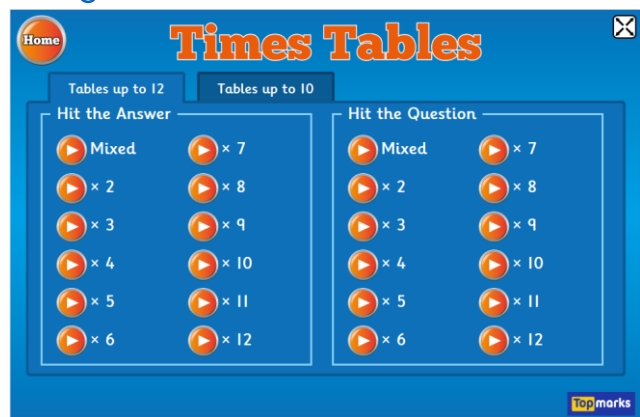 Home
Times Tables
Tables up to 12
Tables up to 10
Hit the Answer
Mixed
× 2
× 3
× 4
× 5
× 6
× 7
× 8
× 9
× 10
× 11
× 12
Hit the Question
Mixed
× 2
× 3
× 4
× 5
× 6
× 7
× 8
× 9
× 10
× 11
× 12
Topmarks